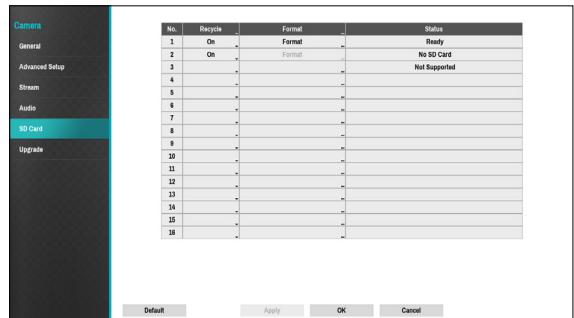 Camera
General
Advanced Setup
Stream
Audio
SD Card
Upgrade
No. Recycle Format Status
1 On Format Ready
2 On Format No SD Card
3 Not Supported
4
5
6
7
8
9
10
11
12
13
14
15
16
Default Apply OK Cancel